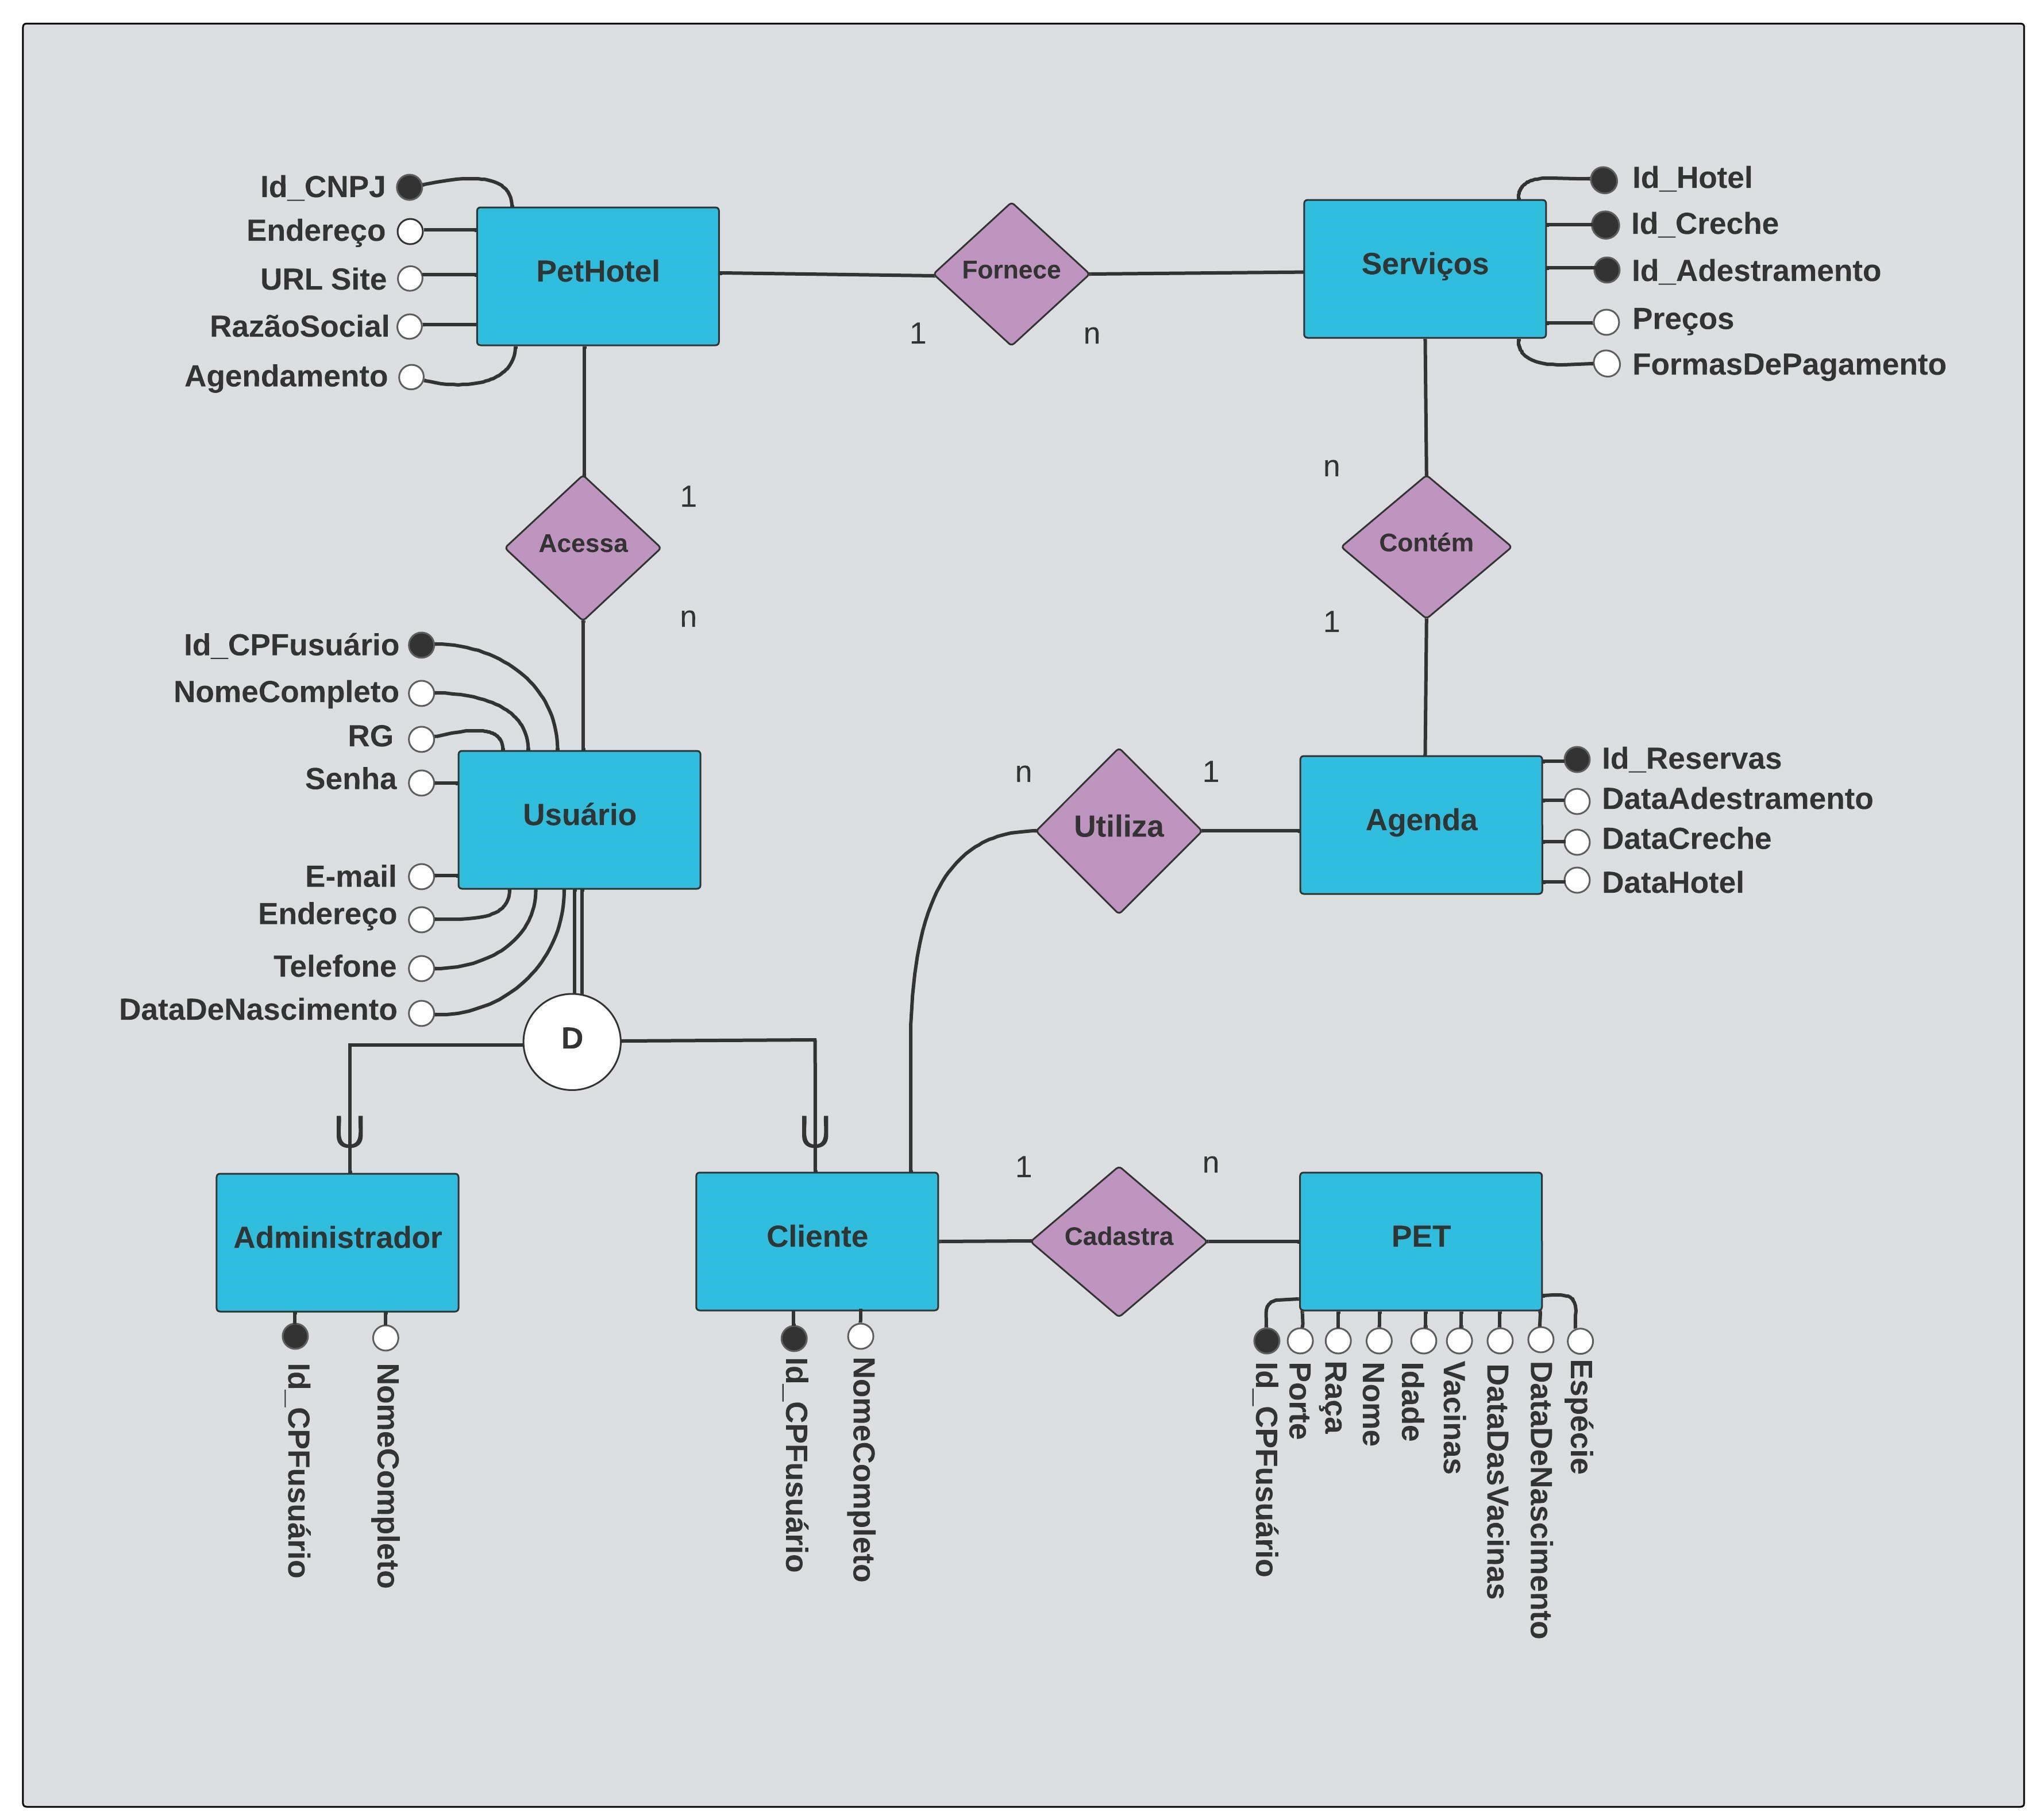 Id_CNPJ
Endereço
URL Site
RazãoSocial
Agendamento
PetHotel
Fornece
1
n
Serviços
Id_Hotel
Id_Creche
Id_Adestramento
Preços
FormasDePagamento
1
Acessa
n
n
Contém
1
Id_CPFusuário
NomeCompleto
RG
Senha
Usuário
E-mail
Endereço
Telefone
DataDeNascimento
n
1
Utiliza
Agenda
Id_Reservas
DataAdestramento
DataCreche
DataHotel
D
Administrador
Cliente
1
n
Cadastra
PET
Id_CPFusuário
NomeCompleto
Id_CPFusuário
NomeCompleto
Id_CPFusuário
Porte
Raça
Nome
Idade
Vacinas
DataDasVacinas
DataDeNascimento
Espécie